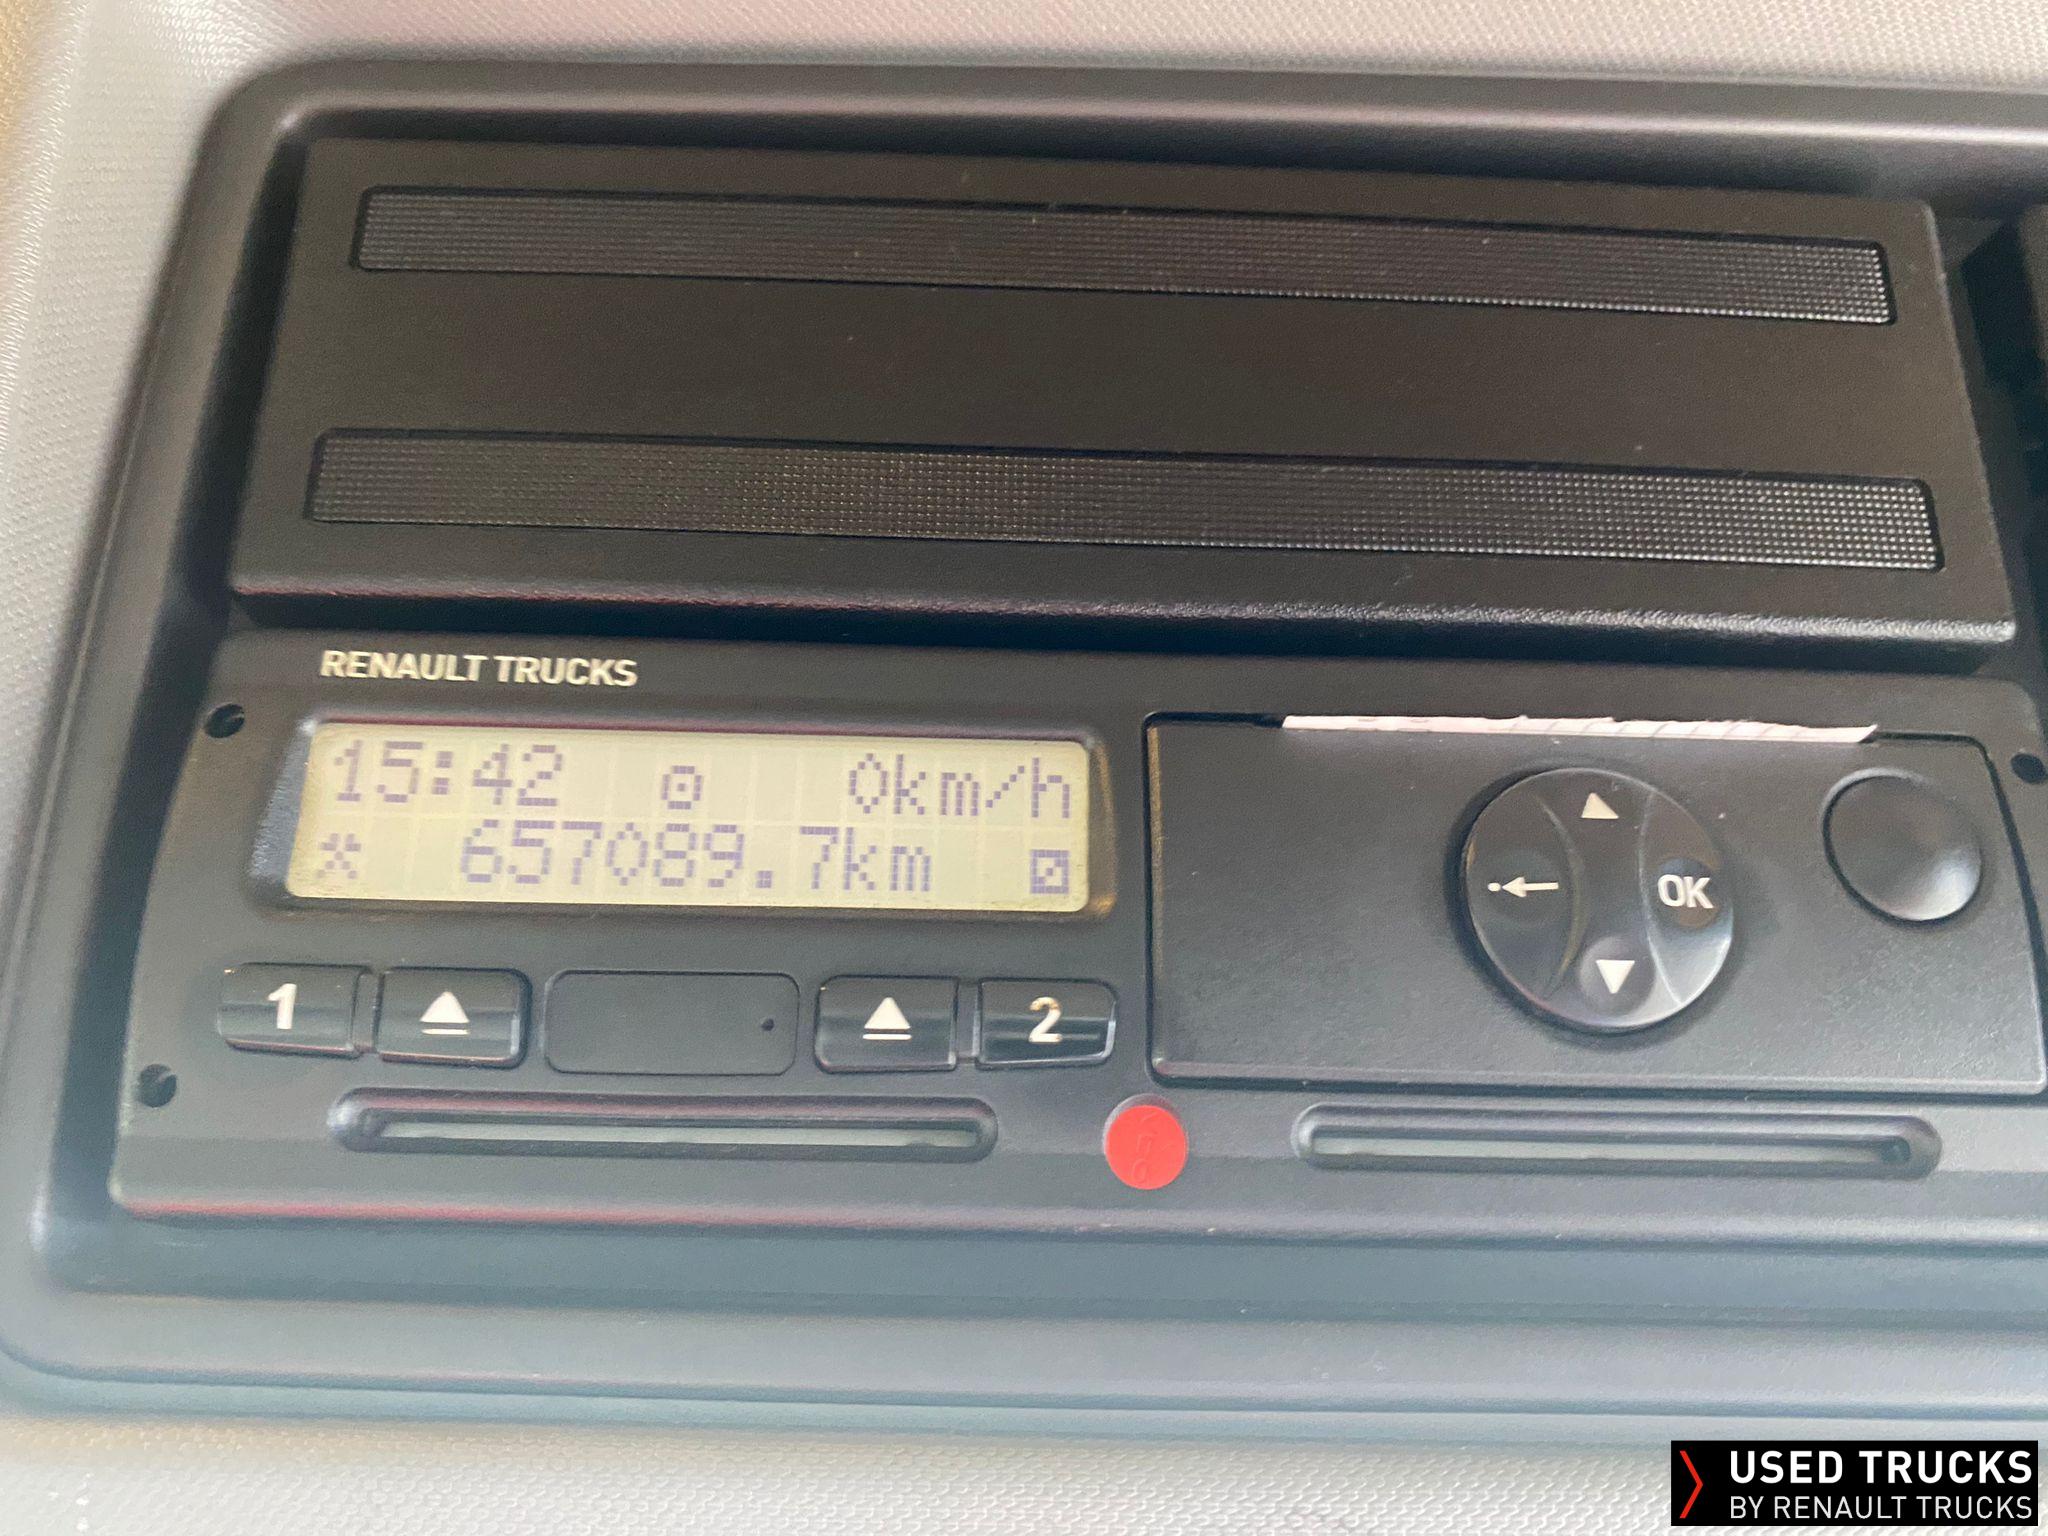 RENAULT TRUCKS
15:42 0km/h
657089.7km
OK
1 2
USED TRUCKS
BY RENAULT TRUCKS